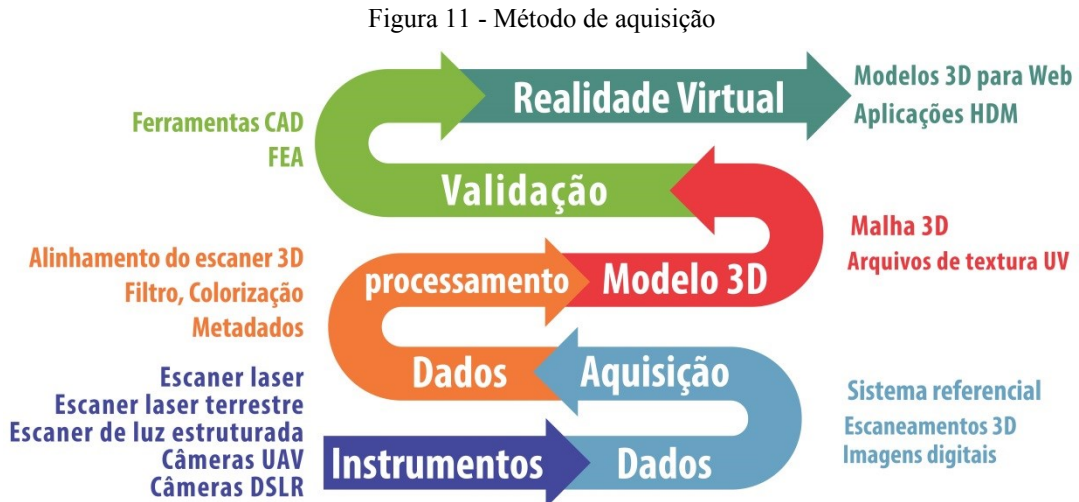 Figura 11 - Método de aquisição
Realidade Virtual
Modelos 3D para Web
Aplicações HDM
Ferramentas CAD
FEA
Validação
Malha 3D
Arquivos de textura UV
Alinhamento do escaner 3D
Filtro, Colorização
Metadados
processamento
Modelo 3D
Dados
Aquisição
Escaner laser
Escaner laser terrestre
Escaner de luz estruturada
Câmeras UAV
Câmeras DSLR
Instrumentos
Dados
Sistema referencial
Escaneamentos 3D
Imagens digitais